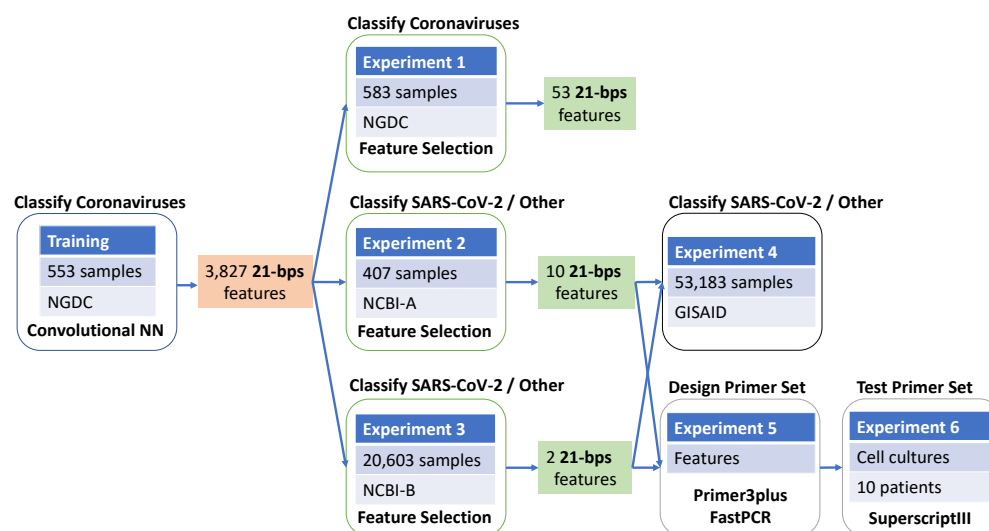 Classify Coronaviruses
Experiment 1
583 samples
NGDC
Feature Selection
53 21-bps
features
Classify Coronaviruses
Training
553 samples
NGDC
Convolutional NN
3,827 21-bps
features
Classify SARS-CoV-2 / Other
Experiment 2
407 samples
NCBI-A
Feature Selection
10 21-bps
features
Classify SARS-CoV-2 / Other
Experiment 4
53,183 samples
GISAID
Classify SARS-CoV-2 / Other
Experiment 3
20,603 samples
NCBI-B
Feature Selection
2 21-bps
features
Design Primer Set
Experiment 5
Features
Primer3plus
FastPCR
Test Primer Set
Experiment 6
Cell cultures
10 patients
SuperscriptIII